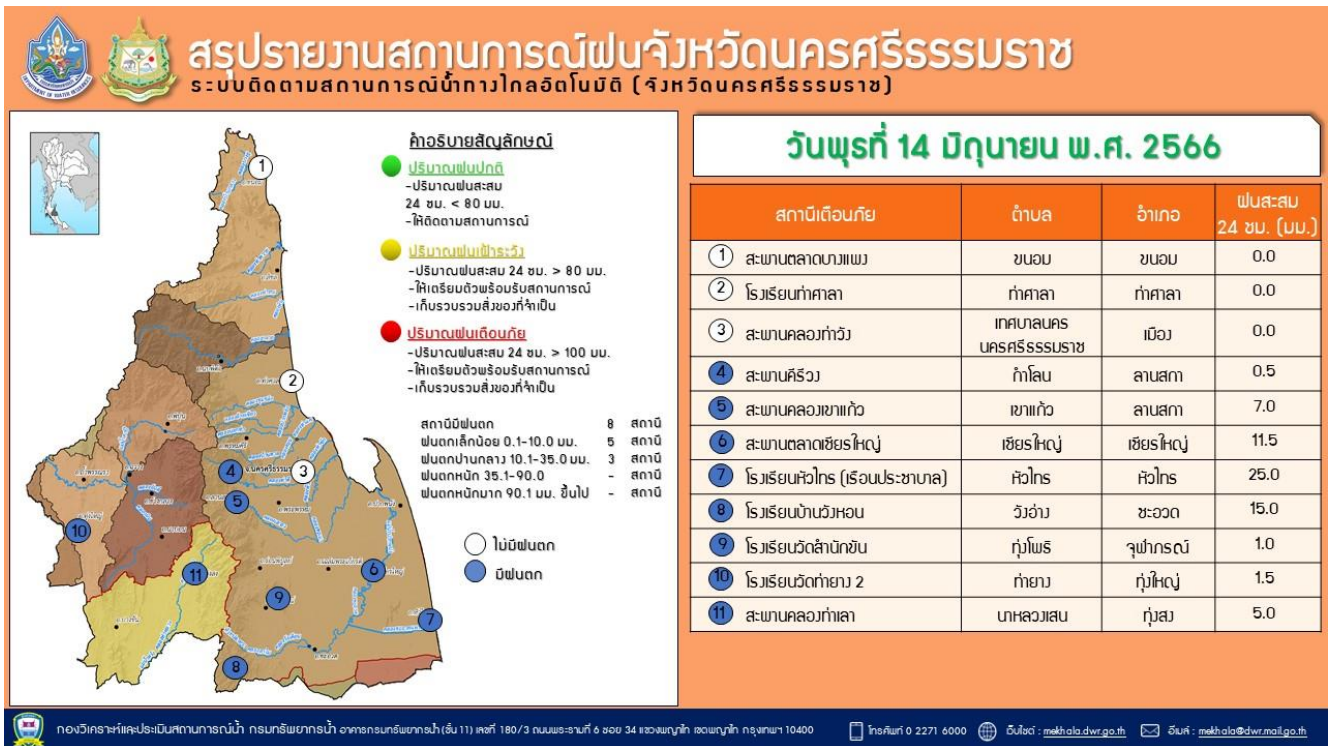 สรุปรายงานสถานการณ์ฝนจังหวัดนครศรีธรรมราช
ระบบติดตามสถานการณ์น้ำทางไกลอัตโนมัติ (จังหวัดนครศรีธรรมราช)
คำอธิบายสัญลักษณ์
ปริมาณฝนปกติ
-ปริมาณฝนสะสม
24 ชม. < 80 มม.
-ให้ติดตามสถานการณ์
ปริมาณฝนเฝ้าระวัง
-ปริมาณฝนสะสม 24 ชม. > 80 มม.
-ให้เตรียมตัวพร้อมรับสถานการณ์
-เก็บรวบรวมสิ่งของที่จำเป็น
ปริมาณฝนเตือนภัย
-ปริมาณฝนสะสม 24 ชม. > 100 มม.
-ให้เตรียมตัวพร้อมรับสถานการณ์
-เก็บรวบรวมสิ่งของที่จำเป็น
สถานีมีฝนตก 8 สถานี
ฝนตกเล็กน้อย 0.1-10.0 มม. 5 สถานี
ฝนตกปานกลาง 10.1-35.0 มม. 3 สถานี
ฝนตกหนัก 35.1-90.0 - สถานี
ฝนตกหนักมาก 90.1 มม. ขึ้นไป - สถานี
ไม่มีฝนตก
มีฝนตก
1
2
3
4
5
10
11
6
9
7
8
วันพุธที่ 14 มิถุนายน พ.ศ. 2566
สถานีเตือนภัย ตำบล อำเภอ ฝนสะสม
24 ชม. (มม.)
1 สะพานตลาดบางแพง ขนอม ขนอม 0.0
2 โรงเรียนท่าศาลา ท่าศาลา ท่าศาลา 0.0
3 สะพานคลองท่าวัง เทศบาลนคร
นครศรีธรรมราช เมือง 0.0
4 สะพานคีรีวง กำโลน ลานสกา 0.5
5 สะพานคลองเขาแก้ว เขาแก้ว ลานสกา 7.0
6 สะพานตลาดเชียรใหญ่ เชียรใหญ่ เชียรใหญ่ 11.5
7 โรงเรียนหัวไทร (เรือนประชาบาล) หัวไทร หัวไทร 25.0
8 โรงเรียนบ้านวังหอน วังอ่าง ชะอวด 15.0
9 โรงเรียนวัดสำนักขัน ทุ่งโพธิ จุฬาภรณ์ 1.0
10 โรงเรียนวัดท่ายาง 2 ท่ายาง ทุ่งใหญ่ 1.5
11 สะพานคลองท่าเลา นาหลวงเสน ทุ่งสง 5.0
กองวิเคราะห์และประเมินสถานการณ์น้ำ กรมทรัพยากรน้ำ อาคารกรมทรัพยากรน้ำ (ชั้น 11) เลขที่ 180/3 ถนนพระรามที่ 6 ซอย 34 แขวงพญาไท เขตพญาไท กรุงเทพฯ 10400 โทรศัพท์ 0 2271 6000 เว็บไซต์ : mekhala.dwr.go.th อีเมล์ : mekhala@dwr.mail.go.th